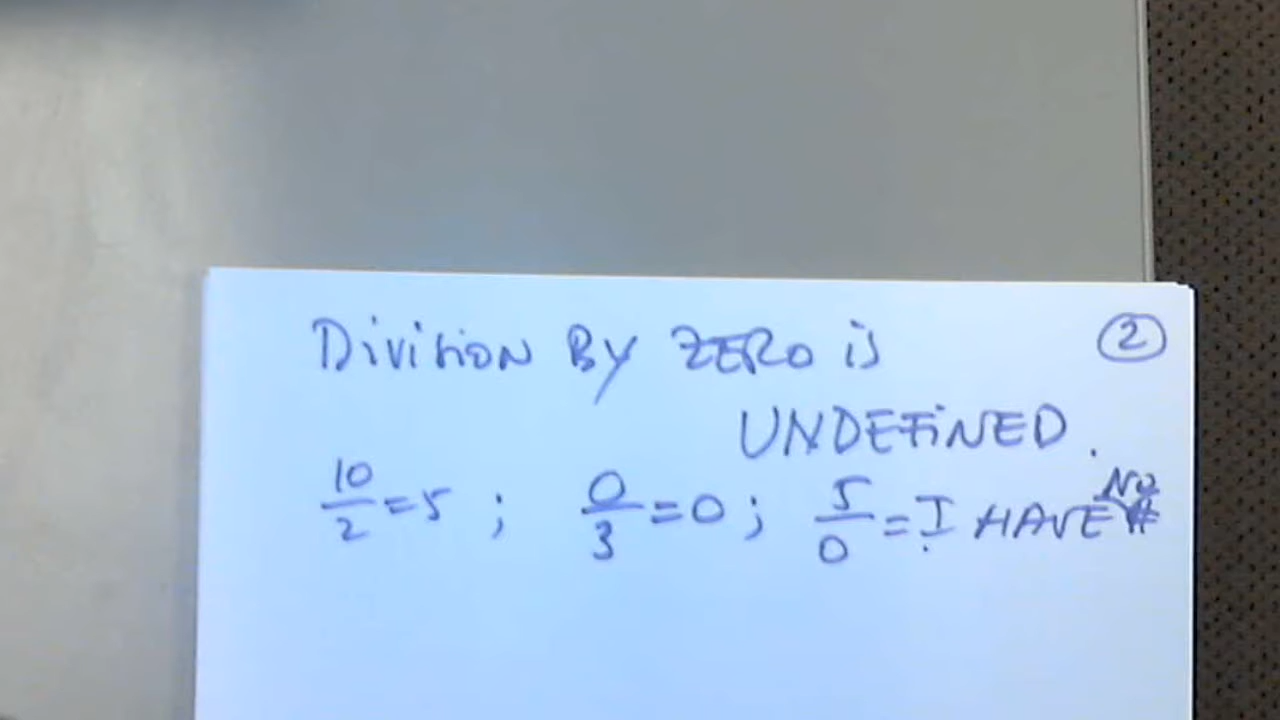 Division By ZERO is
②
UNDEFINED.
10/2 = 5 ; 0/3 = 0 ; 5/0 = I HAVE NO #